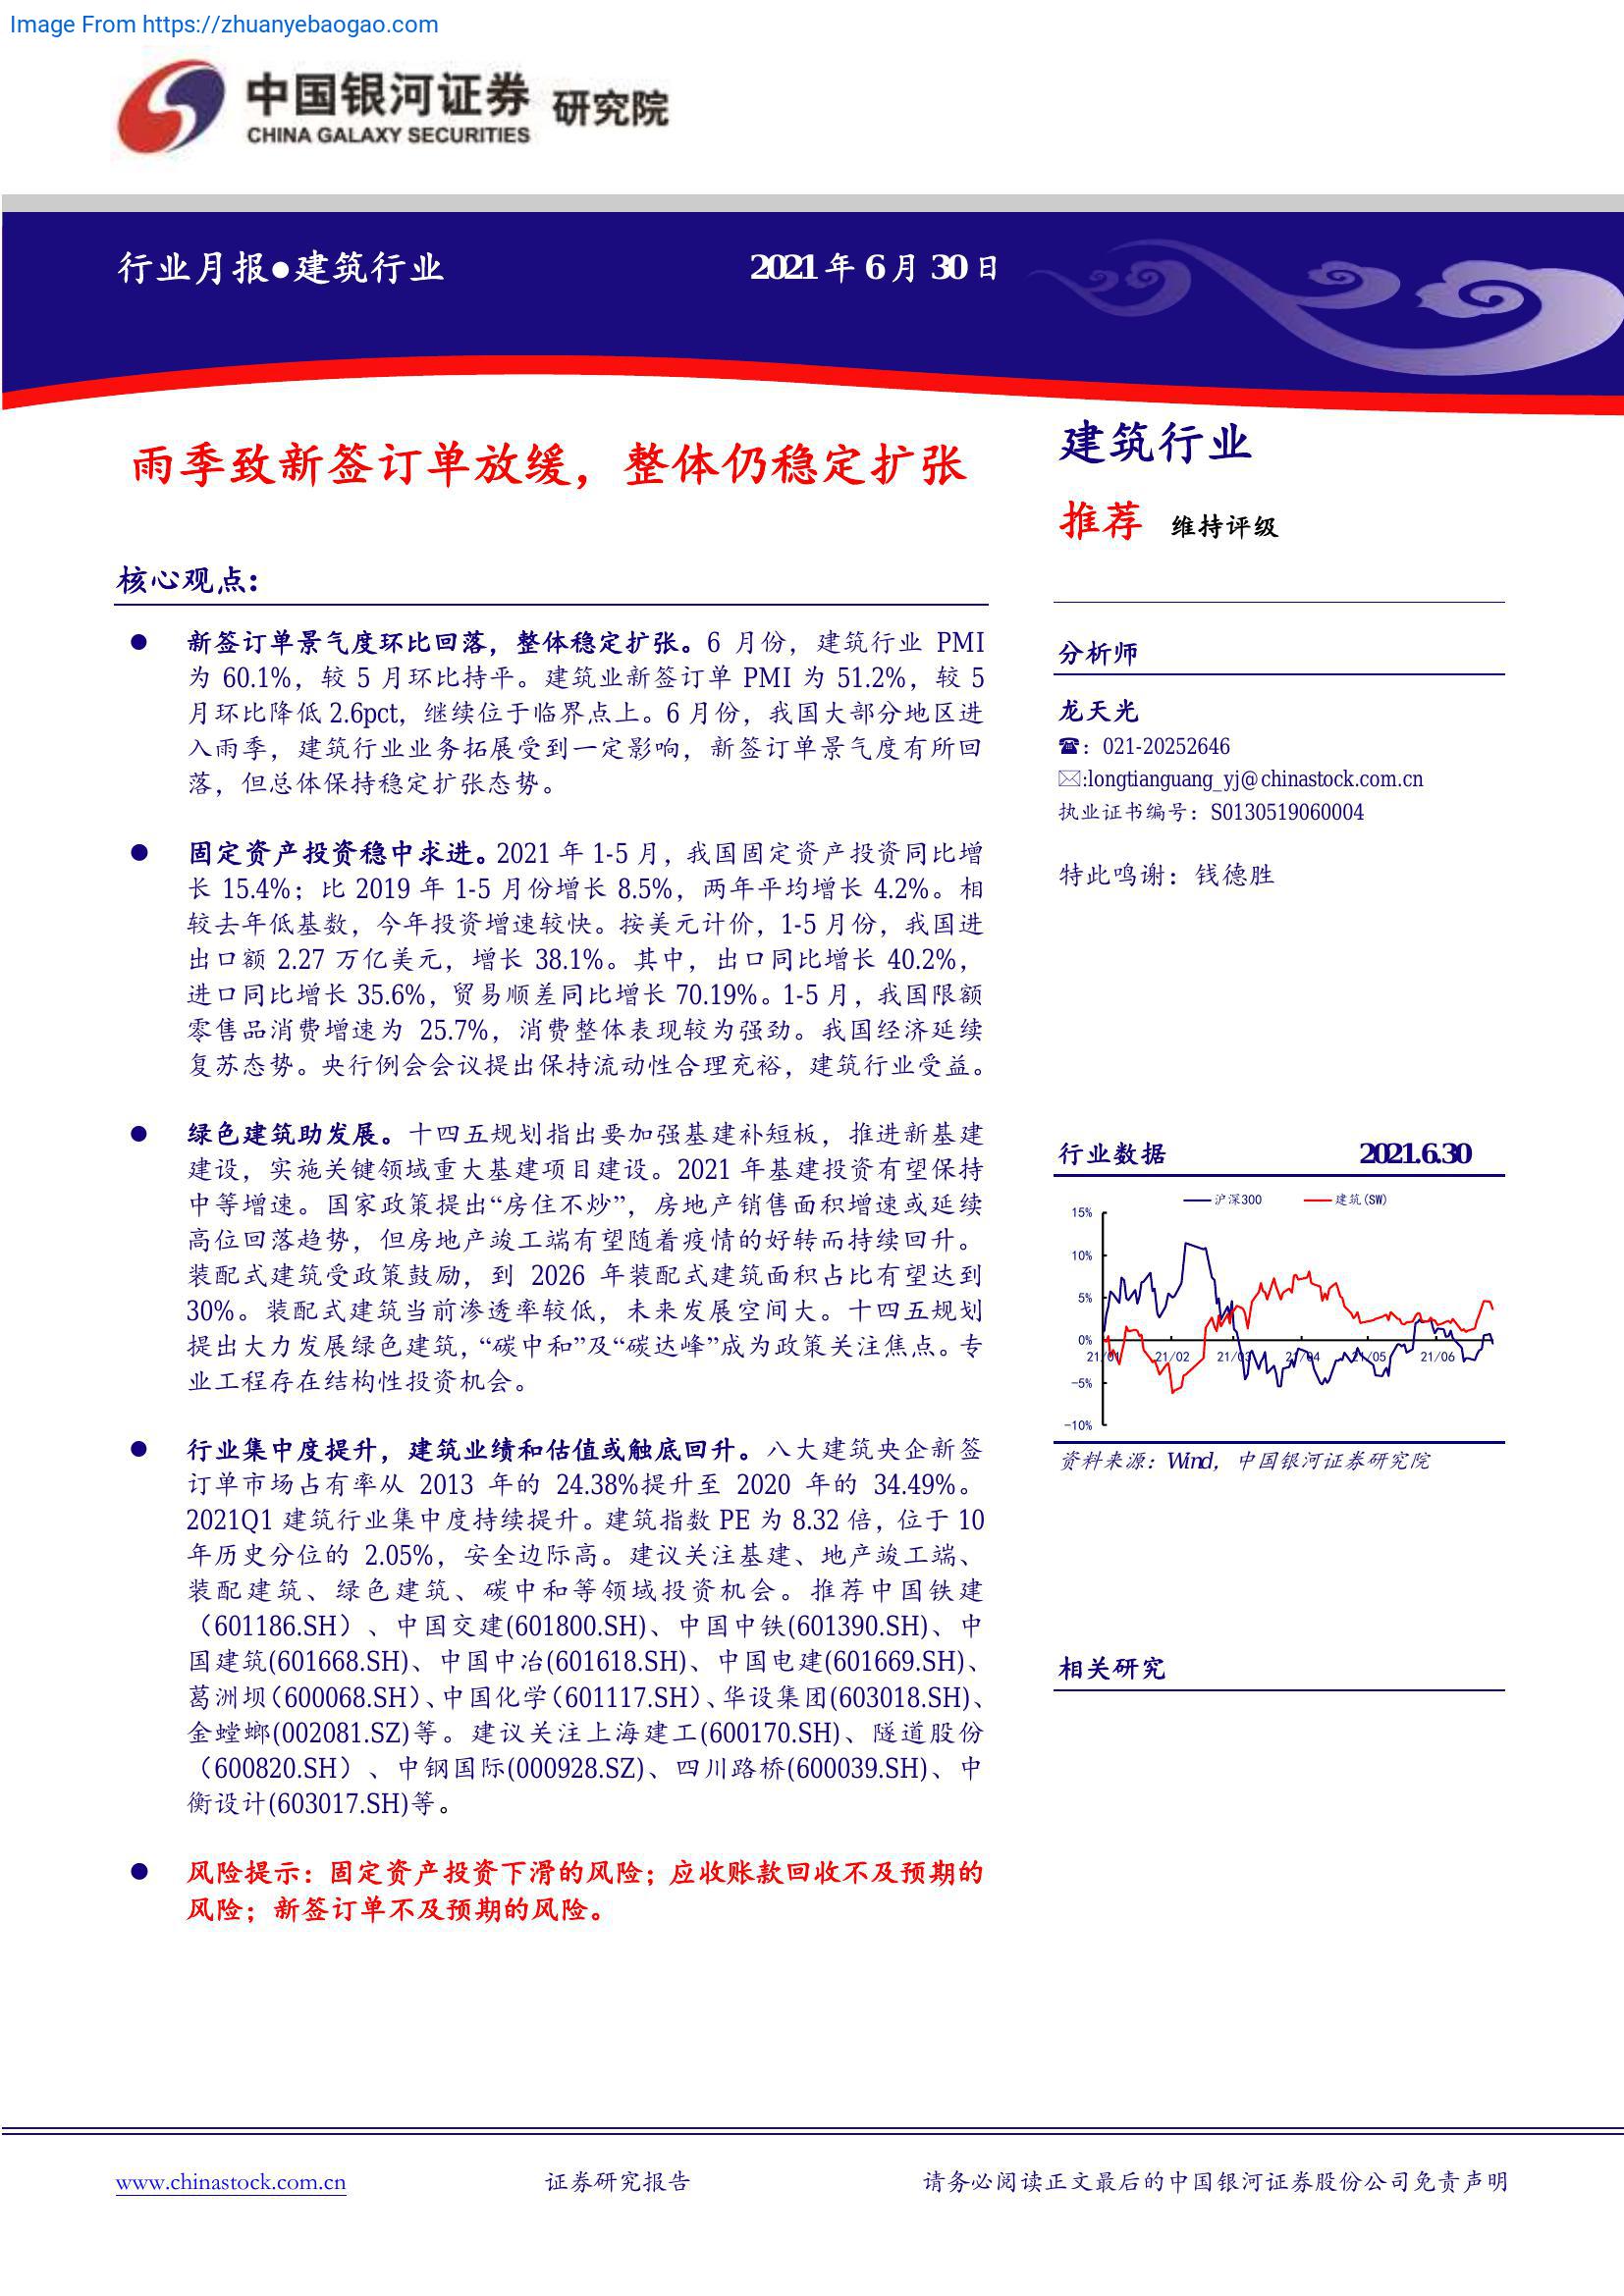 Image From https://zhuanyebaogao.com
中国银河证券 研究院
CHINA GALAXY SECURITIES
行业月报●建筑行业 2021 年 6 月 30 日
雨季致新签订单放缓，整体仍稳定扩张
核心观点：
● 新签订单景气度环比回落，整体稳定扩张。6 月份，建筑行业 PMI
为 60.1%，较 5 月环比持平。建筑业新签订单 PMI 为 51.2%，较 5
月环比降低 2.6pct，继续位于临界点上。6 月份，我国大部分地区进
入雨季，建筑行业业务拓展受到一定影响，新签订单景气度有所回
落，但总体保持稳定扩张态势。
● 固定资产投资稳中求进。2021 年 1-5 月，我国固定资产投资同比增
长 15.4%；比 2019 年 1-5 月份增长 8.5%，两年平均增长 4.2%。相
较去年低基数，今年投资增速较快。按美元计价，1-5 月份，我国进
出口额 2.27 万亿美元，增长 38.1%。其中，出口同比增长 40.2%，
进口同比增长 35.6%，贸易顺差同比增长 70.19%。1-5 月，我国限额
零售品消费增速为 25.7%，消费整体表现较为强劲。我国经济延续
复苏态势。央行例会会议提出保持流动性合理充裕，建筑行业受益。
● 绿色建筑助发展。十四五规划指出要加强基建补短板，推进新基建
建设，实施关键领域重大基建项目建设。2021 年基建投资有望保持
中等增速。国家政策提出“房住不炒”，房地产销售面积增速或延续
高位回落趋势，但房地产竣工端有望随着疫情的好转而持续回升。
装配式建筑受政策鼓励，到 2026 年装配式建筑面积占比有望达到
30%。装配式建筑当前渗透率较低，未来发展空间大。十四五规划
提出大力发展绿色建筑，“碳中和”及“碳达峰”成为政策关注焦点。专
业工程存在结构性投资机会。
● 行业集中度提升，建筑业绩和估值或触底回升。八大建筑央企新签
订单市场占有率从 2013 年的 24.38%提升至 2020 年的 34.49%。
2021Q1 建筑行业集中度持续提升。建筑指数 PE 为 8.32 倍，位于 10
年历史分位的 2.05%，安全边际高。建议关注基建、地产竣工端、
装配建筑、绿色建筑、碳中和等领域投资机会。推荐中国铁建
（601186.SH）、中国交建(601800.SH)、中国中铁(601390.SH)、中
国建筑(601668.SH)、中国中冶(601618.SH)、中国电建(601669.SH)、
葛洲坝（600068.SH）、中国化学（601117.SH）、华设集团(603018.SH)、
金螳螂(002081.SZ)等。建议关注上海建工(600170.SH)、隧道股份
（600820.SH）、中钢国际(000928.SZ)、四川路桥(600039.SH)、中
衡设计(603017.SH)等。
● 风险提示：固定资产投资下滑的风险；应收账款回收不及预期的
风险；新签订单不及预期的风险。
建筑行业
推荐 维持评级
分析师
龙天光
☎：021-20252646
✉:longtianguang_yj@chinastock.com.cn
执业证书编号：S0130519060004
特此鸣谢：钱德胜
行业数据 2021.6.30
沪深300 建筑(SW)
15%
10%
5%
0%
-5%
-10%
21/01 21/02 21/03 21/04 21/05 21/06
资料来源：Wind，中国银河证券研究院
相关研究
www.chinastock.com.cn 证券研究报告 请务必阅读正文最后的中国银河证券股份公司免责声明